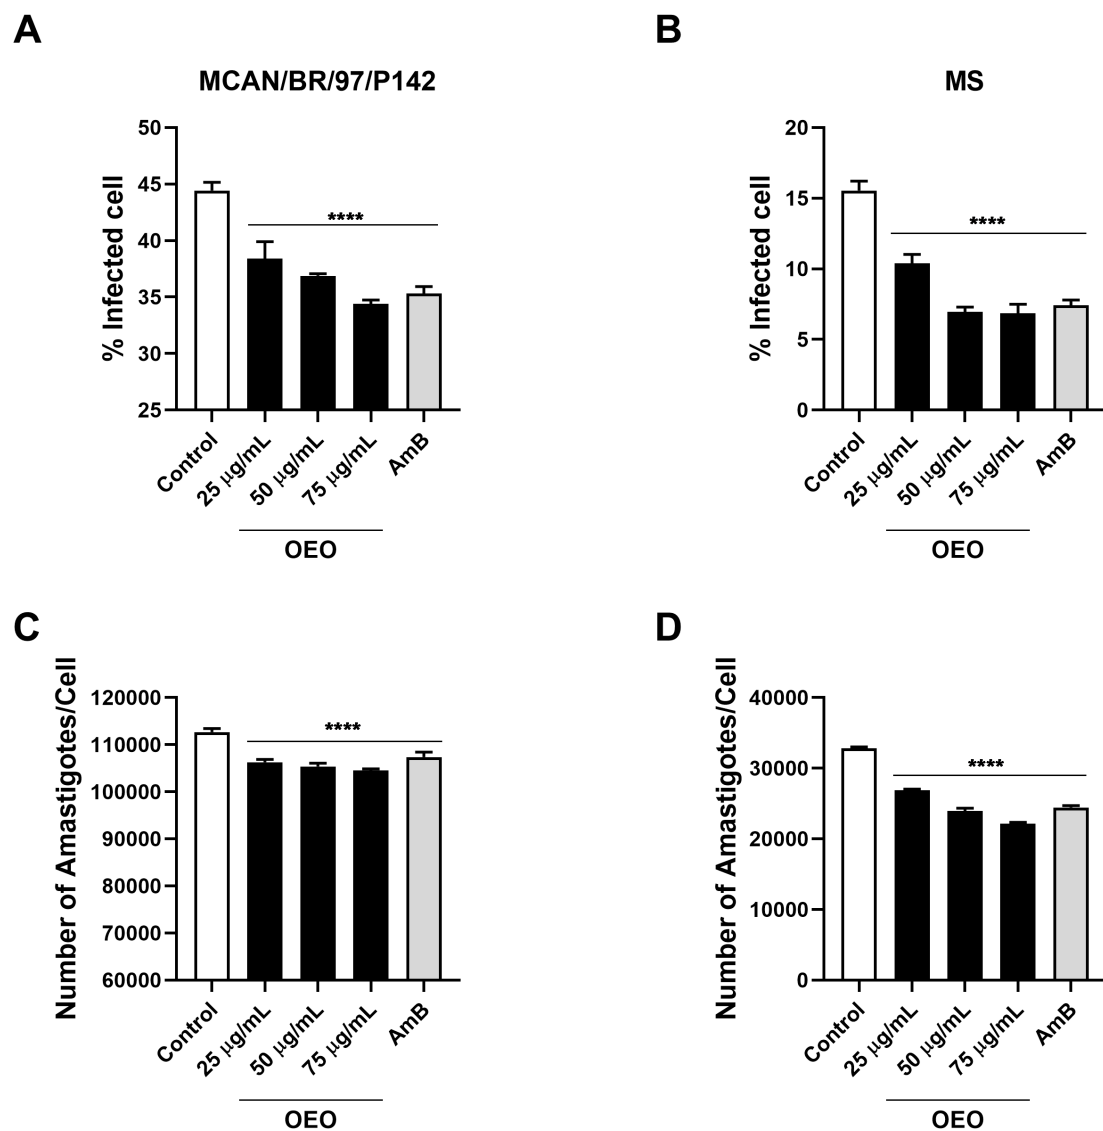 A
MCAN/BR/97/P142
% Infected cell
50
45
40
35
30
25
****
Control
25 μg/mL
50 μg/mL
75 μg/mL
AmB
OEO
B
MS
% Infected cell
20
15
10
5
0
****
Control
25 μg/mL
50 μg/mL
75 μg/mL
AmB
OEO
C
Number of Amastigotes/Cell
120000
110000
100000
90000
80000
70000
60000
****
Control
25 μg/mL
50 μg/mL
75 μg/mL
AmB
OEO
D
Number of Amastigotes/Cell
40000
30000
20000
10000
0
****
Control
25 μg/mL
50 μg/mL
75 μg/mL
AmB
OEO